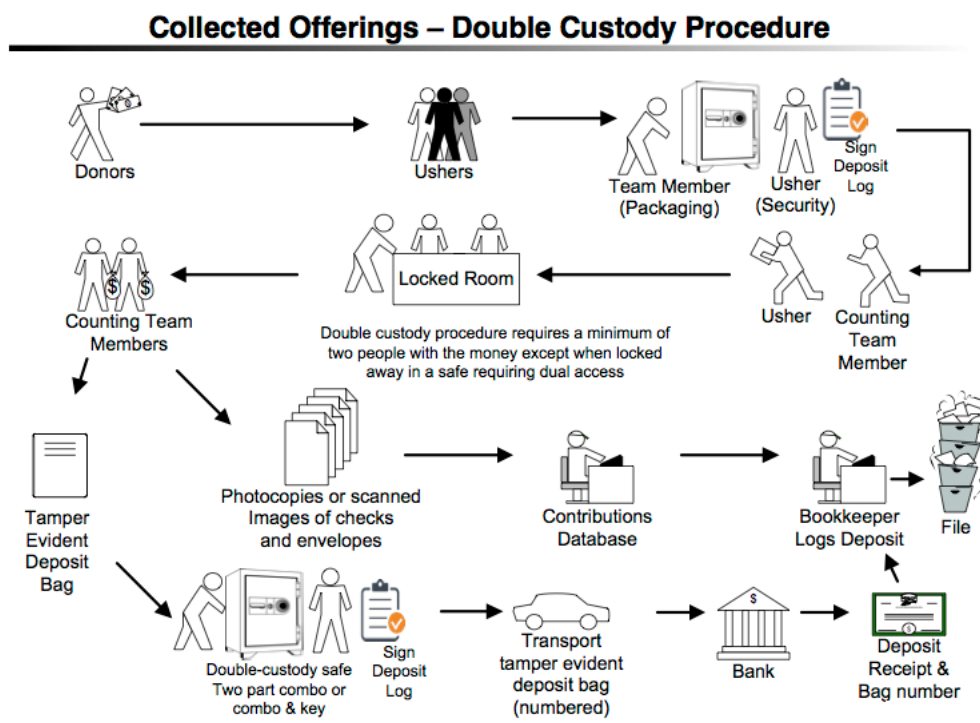 Collected Offerings – Double Custody Procedure
Donors
Ushers
Team Member
(Packaging)
Usher
(Security)
Sign
Deposit
Log
Counting Team
Members
$
$
Locked Room
Double custody procedure requires a minimum of
two people with the money except when locked
away in a safe requiring dual access
Usher
Counting
Team
Member
Tamper
Evident
Deposit
Bag
Photocopies or scanned
Images of checks
and envelopes
Contributions
Database
Bookkeeper
Logs Deposit
File
Double-custody safe
Two part combo or
combo & key
Sign
Deposit
Log
Transport
tamper evident
deposit bag
(numbered)
$
Bank
$
Deposit
Receipt &
Bag number